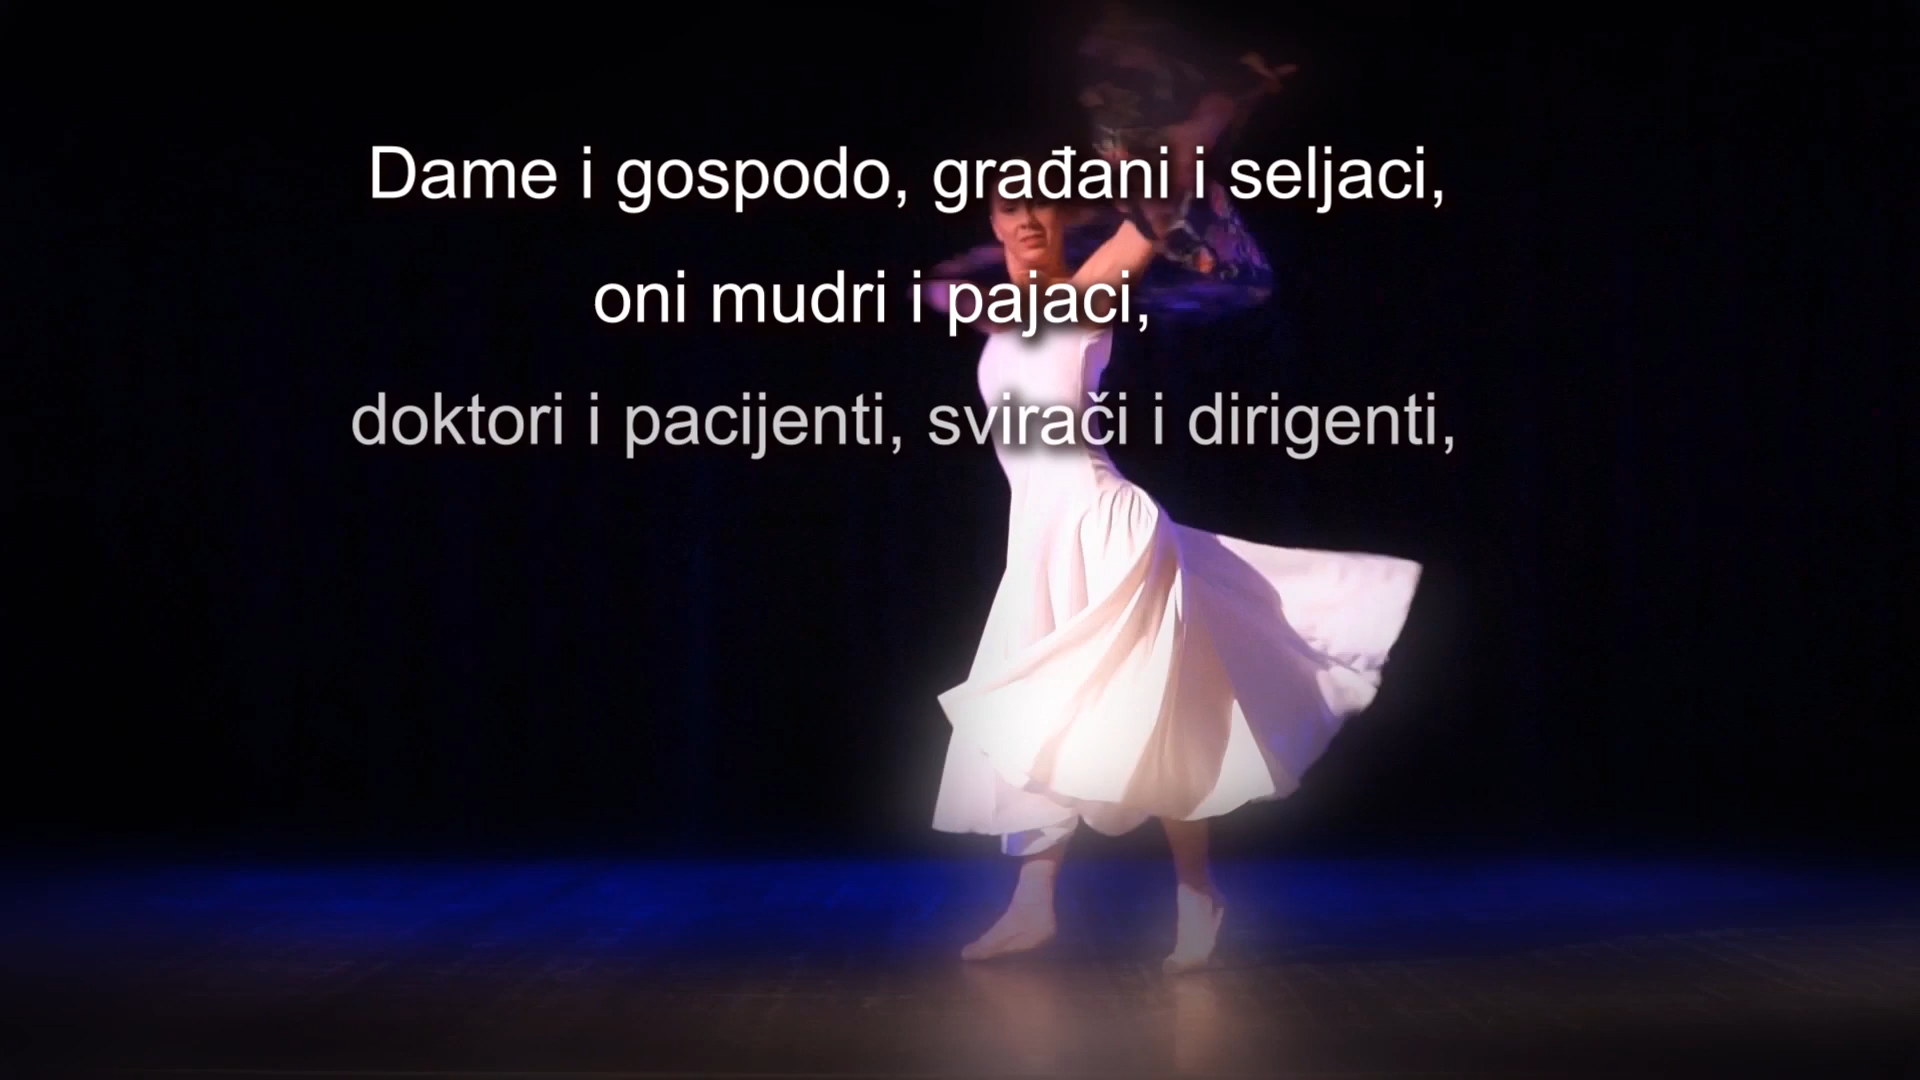 Dame i gospodo, građani i seljaci,
oni mudri i pajaci,
doktori i pacijenti, svirači i dirigenti,